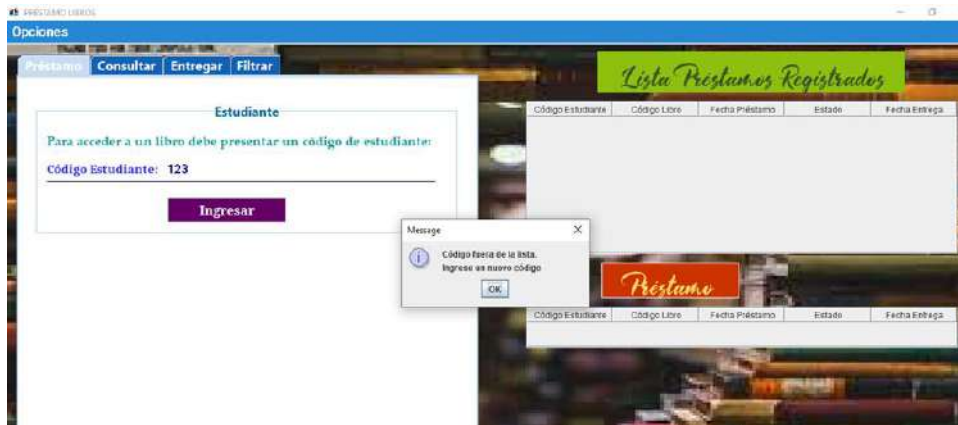 PRÉSTAMO LIBROS
Opciones
Préstamo Consultar Entregar Filtrar
Estudiante
Para acceder a un libro debe presentar un código de estudiante:
Código Estudiante: 123
Ingresar
Lista Préstamos Registrados
Código Estudiante Código Libro Fecha Préstamo Estado Fecha Entrega
Message
Código fuera de la lista.
Ingrese un nuevo código
OK
Préstamo
Código Estudiante Código Libro Fecha Préstamo Estado Fecha Entrega